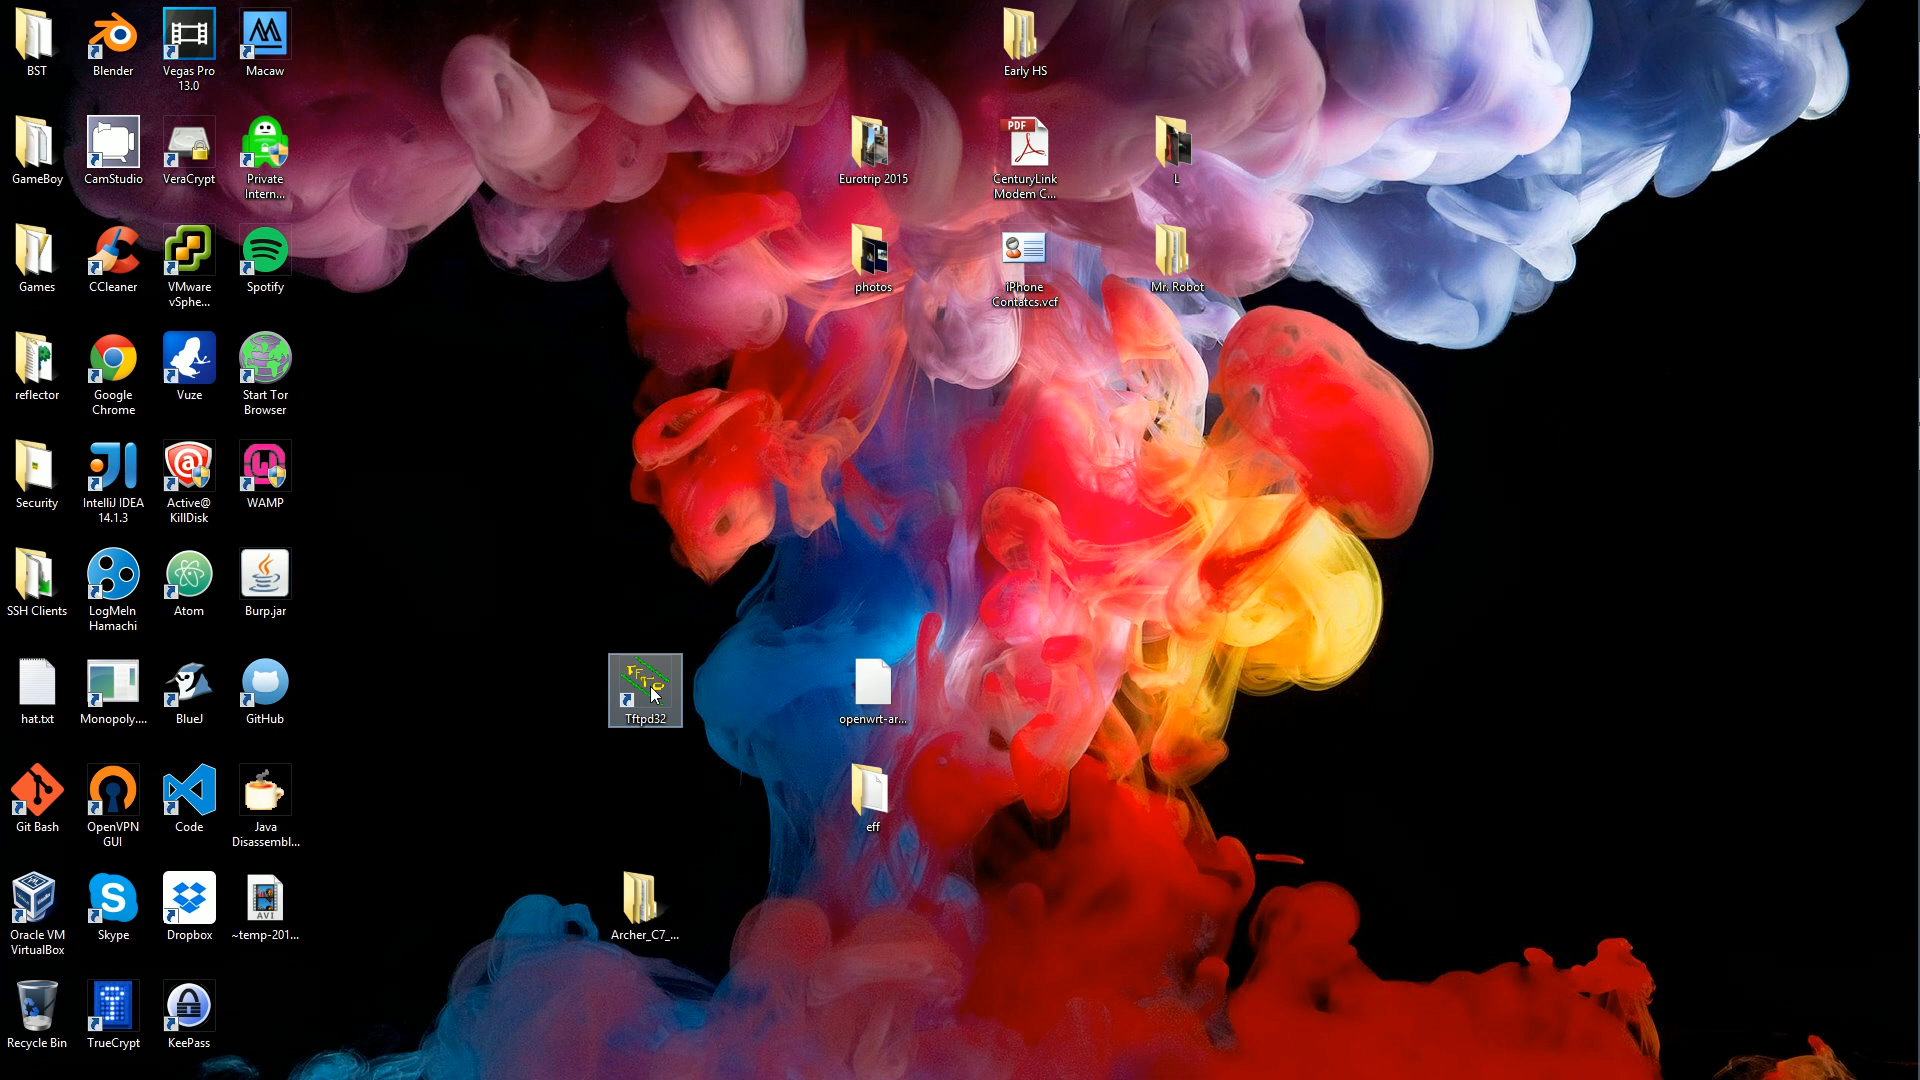 BST
Blender
Vegas Pro
13.0
Macaw
Early HS
GameBoy
CamStudio
VeraCrypt
Private
Intern...
Eurotrip 2015
PDF
CenturyLink
Modem C...
L
Games
CCleaner
VMware
vSphe...
Spotify
photos
iPhone
Contatcs.vcf
Mr. Robot
reflector
Google
Chrome
Vuze
Start Tor
Browser
Security
IntelliJ IDEA
14.1.3
Active@
KillDisk
WAMP
SSH Clients
LogMeIn
Hamachi
Atom
Burp.jar
hat.txt
Monopoly....
BlueJ
GitHub
Tftpd32
openwrt-ar...
Git Bash
OpenVPN
GUI
Code
Java
Disassembl...
eff
Oracle VM
VirtualBox
Skype
Dropbox
AVI
~temp-201...
Archer_C7_...
Recycle Bin
TrueCrypt
KeePass